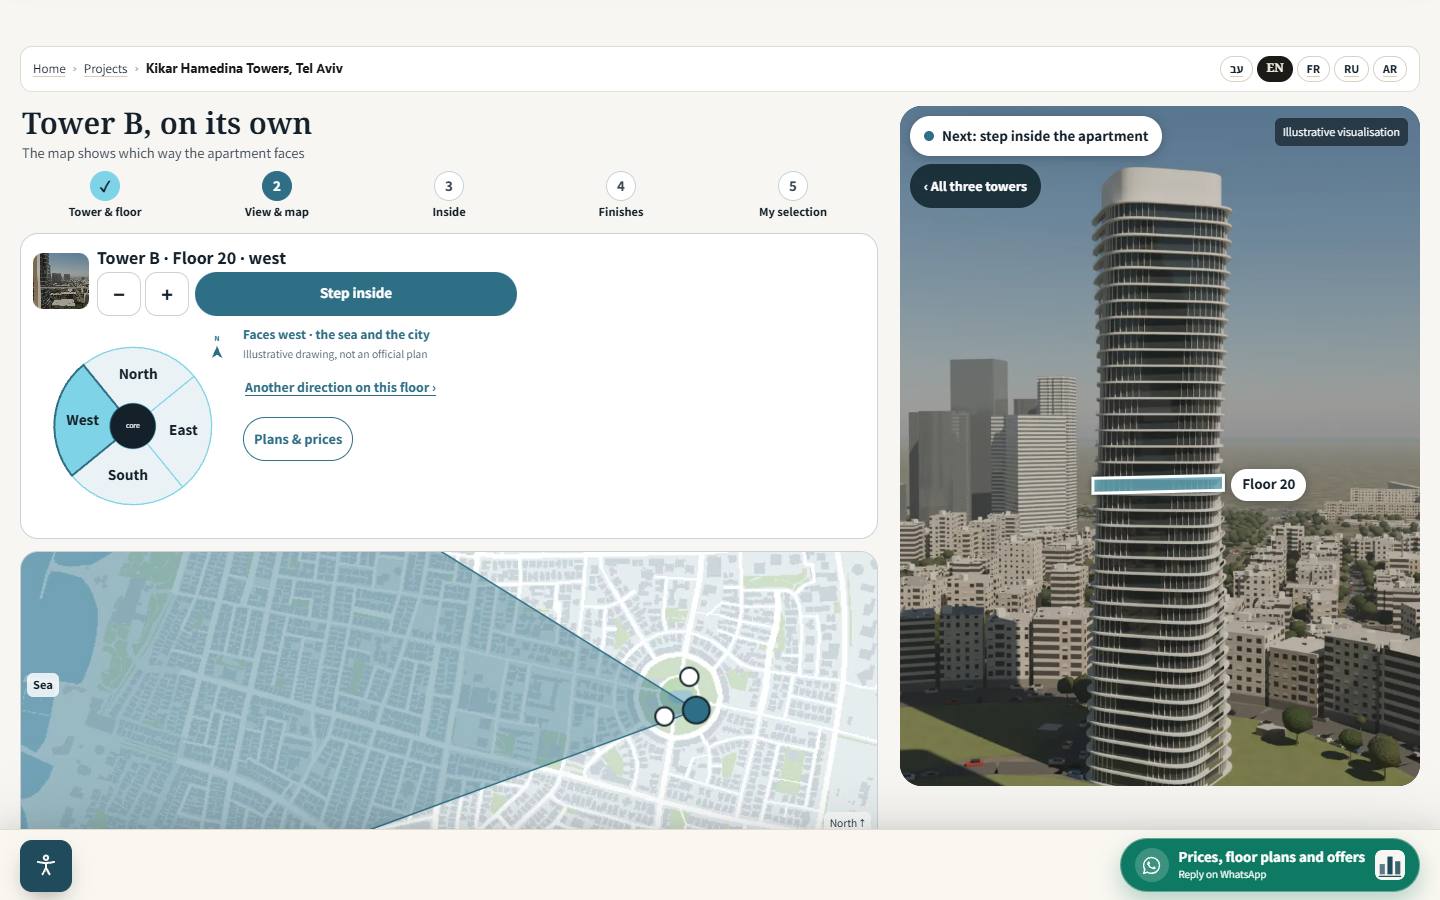 Home › Projects › Kikar Hamedina Towers, Tel Aviv
עב EN FR RU AR
Tower B, on its own
The map shows which way the apartment faces
✓ 2 3 4 5
Tower & floor View & map Inside Finishes My selection
Tower B · Floor 20 · west
− + Step inside
N
Faces west · the sea and the city
Illustrative drawing, not an official plan
Another direction on this floor ›
Plans & prices
North
West
core
East
South
Sea
North ↑
Next: step inside the apartment
Illustrative visualisation
‹ All three towers
Floor 20
Prices, floor plans and offers
Reply on WhatsApp